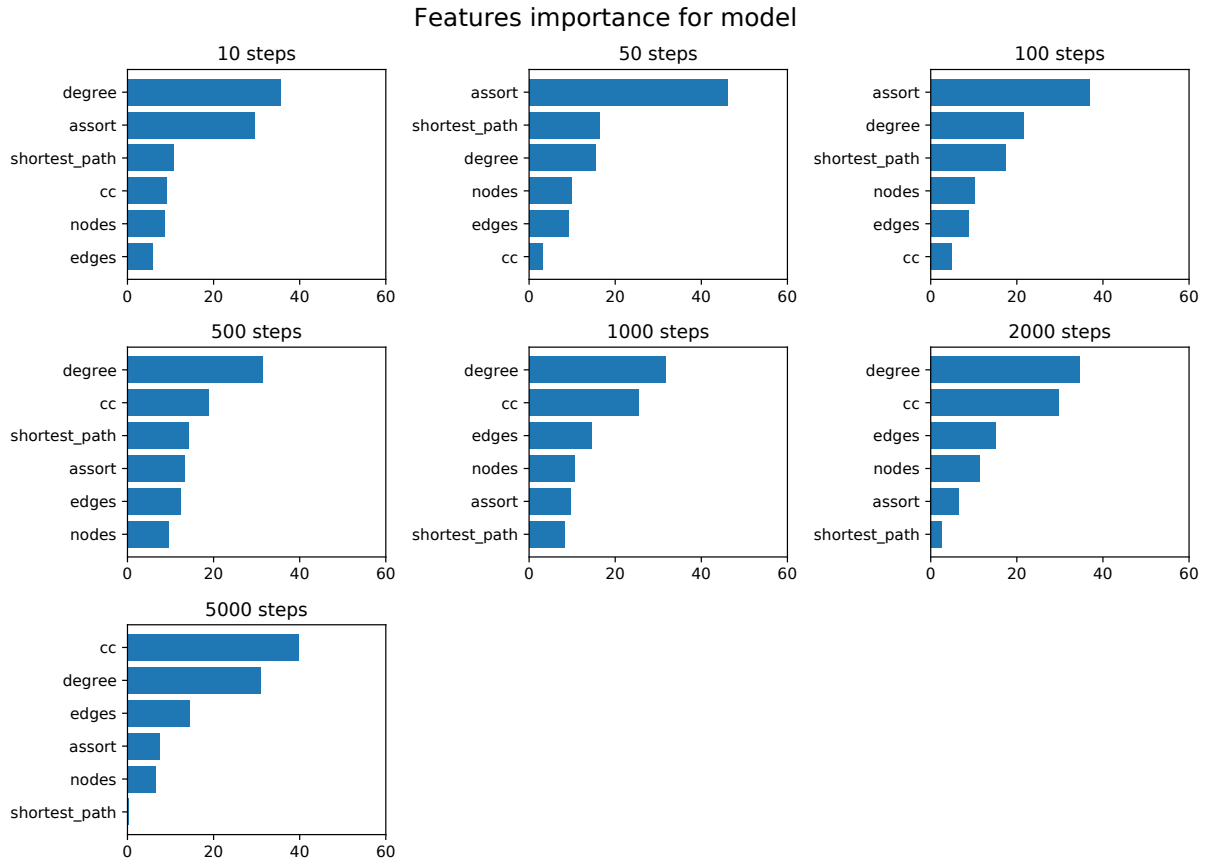 Features importance for model
10 steps
degree
assort
shortest_path
cc
nodes
edges
0 20 40 60
50 steps
assort
shortest_path
degree
nodes
edges
cc
0 20 40 60
100 steps
assort
degree
shortest_path
nodes
edges
cc
0 20 40 60
500 steps
degree
cc
shortest_path
assort
edges
nodes
0 20 40 60
1000 steps
degree
cc
edges
nodes
assort
shortest_path
0 20 40 60
2000 steps
degree
cc
edges
nodes
assort
shortest_path
0 20 40 60
5000 steps
cc
degree
edges
assort
nodes
shortest_path
0 20 40 60